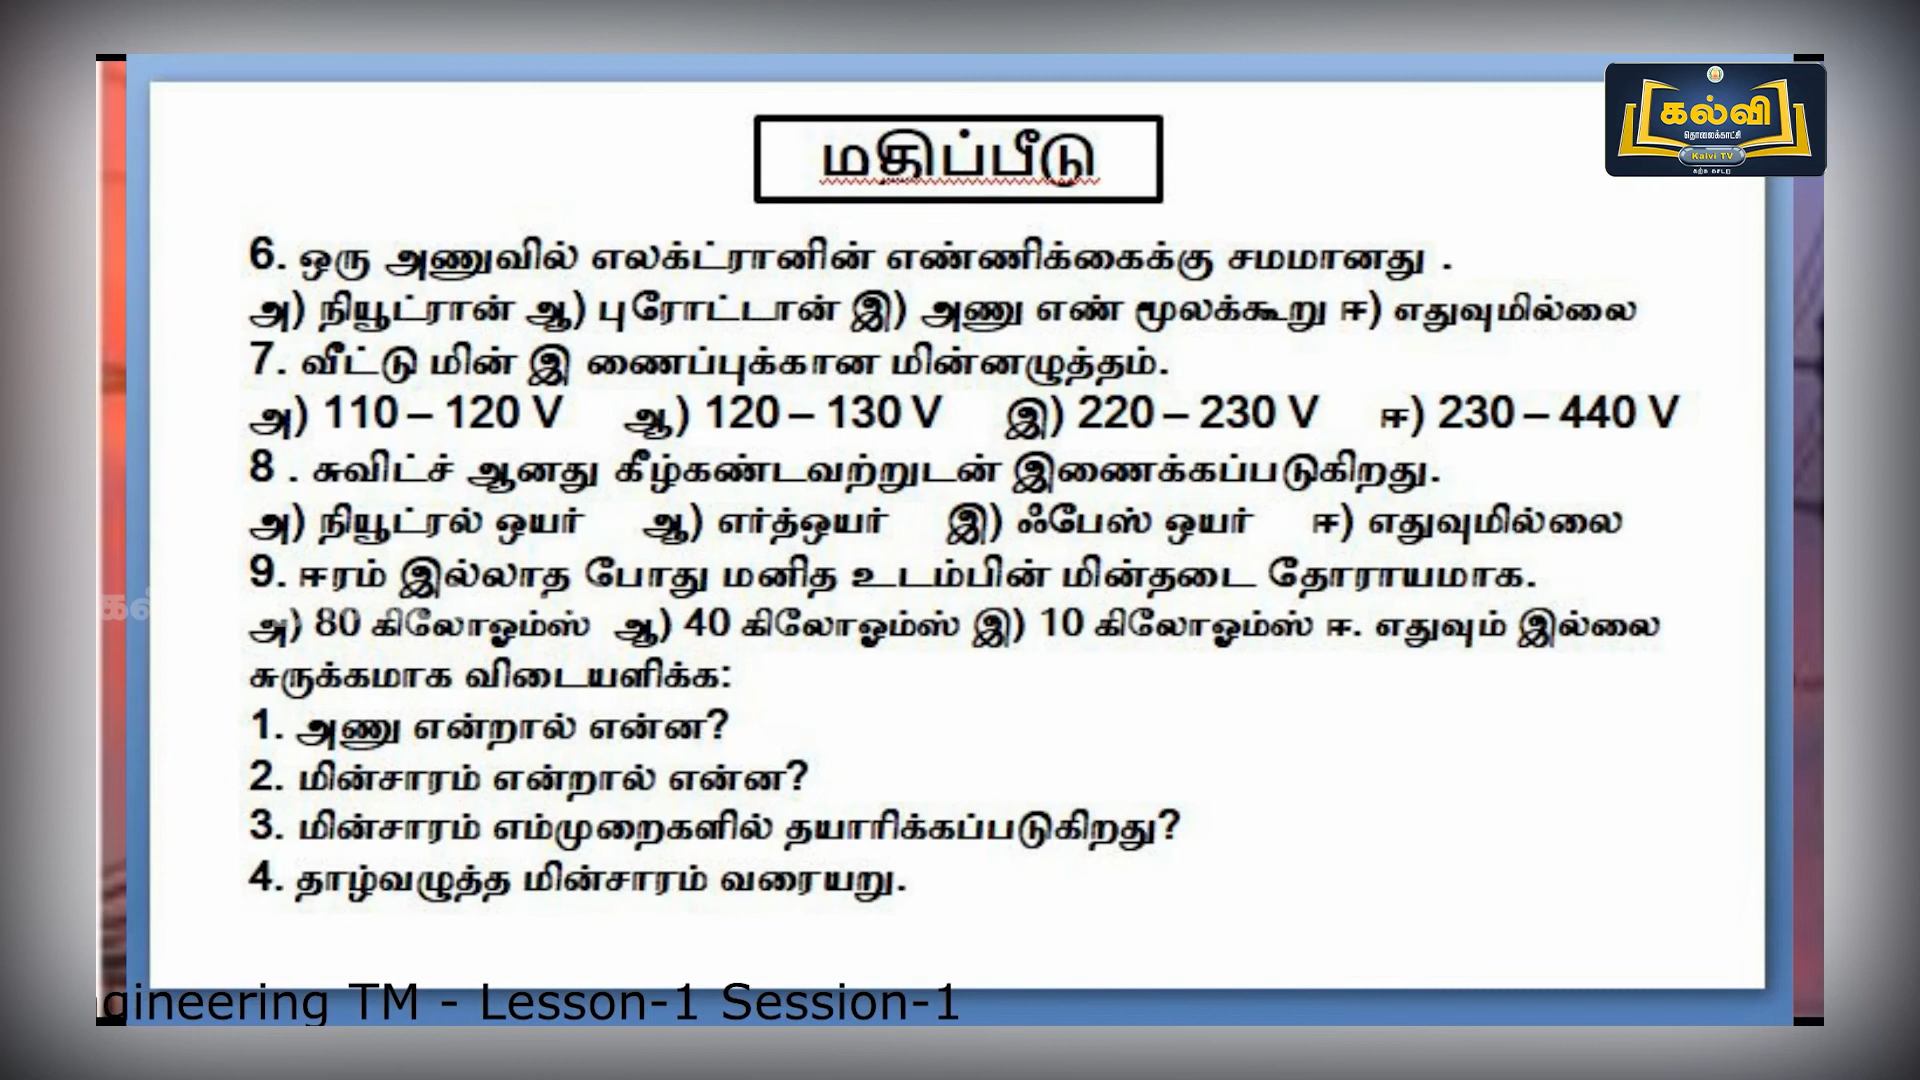 கல்வி
தொலைக்காட்சி
Kalvi TV
கற்க கசடற
மதிப்பீடு
6. ஒரு அணுவில் எலக்ட்ரானின் எண்ணிக்கைக்கு சமமானது .
அ) நியூட்ரான் ஆ) புரோட்டான் இ) அணு எண் மூலக்கூறு ஈ) எதுவுமில்லை
7. வீட்டு மின் இ ணைப்புக்கான மின்னழுத்தம்.
அ) 110 – 120 V ஆ) 120 – 130 V இ) 220 – 230 V ஈ) 230 – 440 V
8 . சுவிட்ச் ஆனது கீழ்கண்டவற்றுடன் இணைக்கப்படுகிறது.
அ) நியூட்ரல் ஒயர் ஆ) எர்த்ஒயர் இ) ஃபேஸ் ஒயர் ஈ) எதுவுமில்லை
9. ஈரம் இல்லாத போது மனித உடம்பின் மின்தடை தோராயமாக.
அ) 80 கிலோஓம்ஸ் ஆ) 40 கிலோஓம்ஸ் இ) 10 கிலோஓம்ஸ் ஈ. எதுவும் இல்லை
சுருக்கமாக விடையளிக்க:
1. அணு என்றால் என்ன?
2. மின்சாரம் என்றால் என்ன?
3. மின்சாரம் எம்முறைகளில் தயாரிக்கப்படுகிறது?
4. தாழ்வழுத்த மின்சாரம் வரையறு.
gineering TM - Lesson-1 Session-1